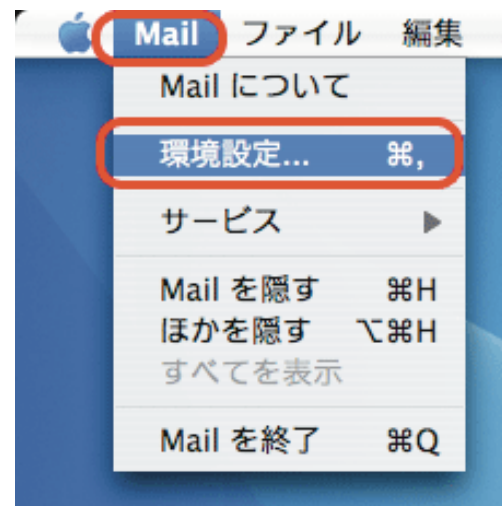 Mail ファイル 編集
Mail について
環境設定... ⌘,
サービス ▶
Mail を隠す ⌘H
ほかを隠す ⌥⌘H
すべてを表示
Mail を終了 ⌘Q